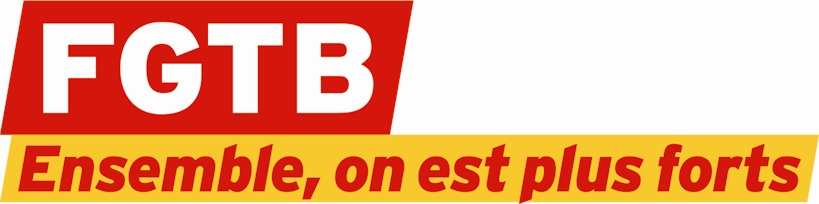 FGTB
Ensemble, on est plus forts